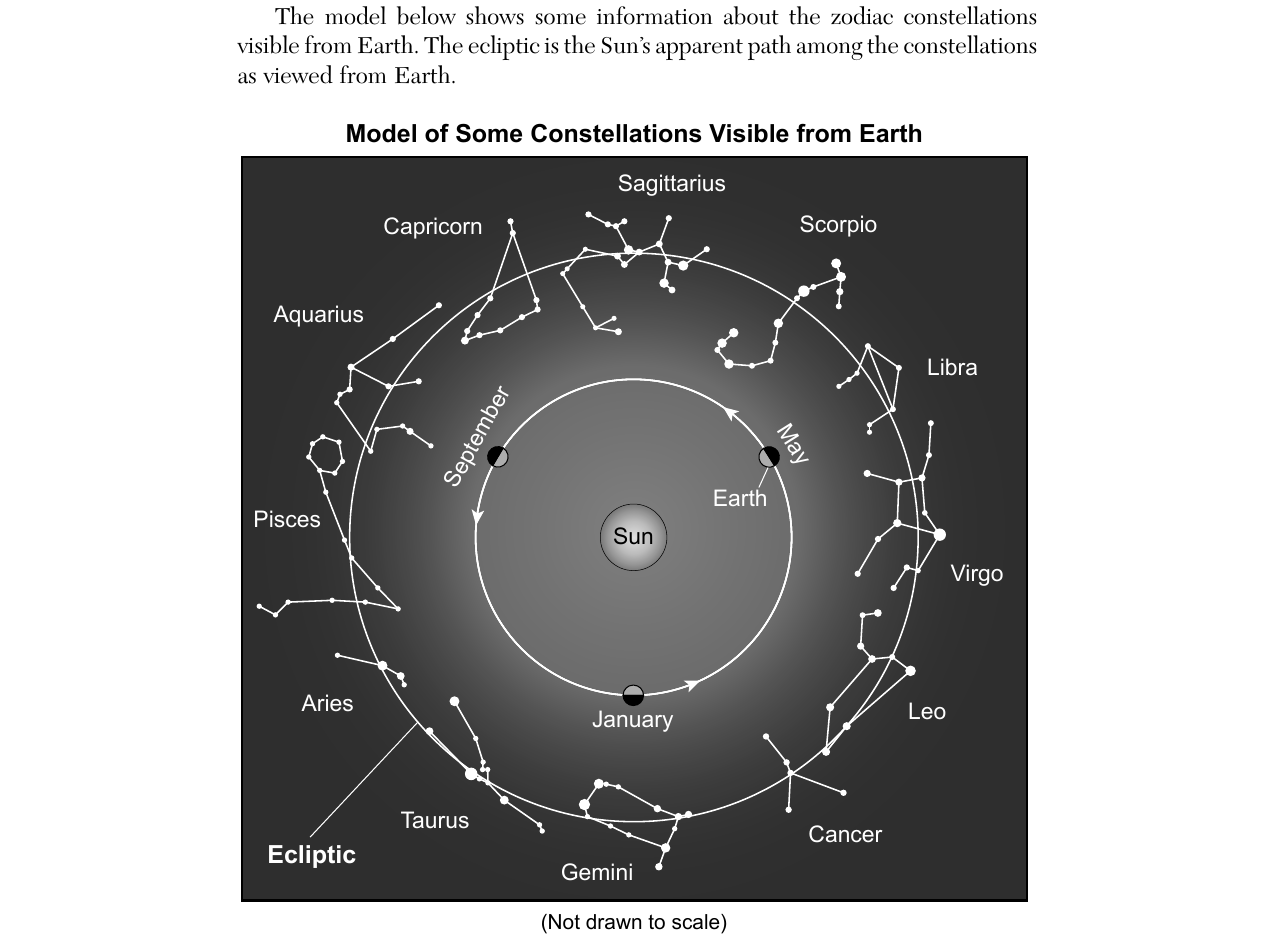 The model below shows some information about the zodiac constellations
visible from Earth. The ecliptic is the Sun’s apparent path among the constellations
as viewed from Earth.
Model of Some Constellations Visible from Earth
Sagittarius
Capricorn
Scorpio
Aquarius
Libra
September
May
Earth
Pisces
Sun
Virgo
Aries
January
Leo
Taurus
Cancer
Ecliptic
Gemini
(Not drawn to scale)